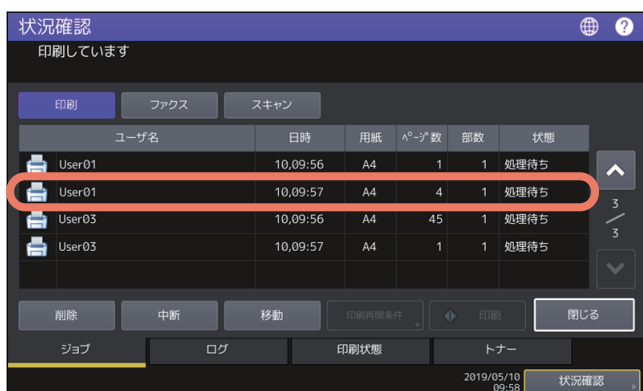 状況確認
?
印刷しています
印刷 ファクス スキャン
ユーザ名 日時 用紙 ﾍﾟｰｼﾞ数 部数 状態
User01 10,09:56 A4 1 1 処理待ち
User01 10,09:57 A4 4 1 処理待ち
User03 10,09:56 A4 45 1 処理待ち
User03 10,09:57 A4 1 1 処理待ち
3
3
削除 中断 移動 印刷再開条件 印刷 閉じる
ジョブ ログ 印刷状態 トナー
2019/05/10
09:58
状況確認